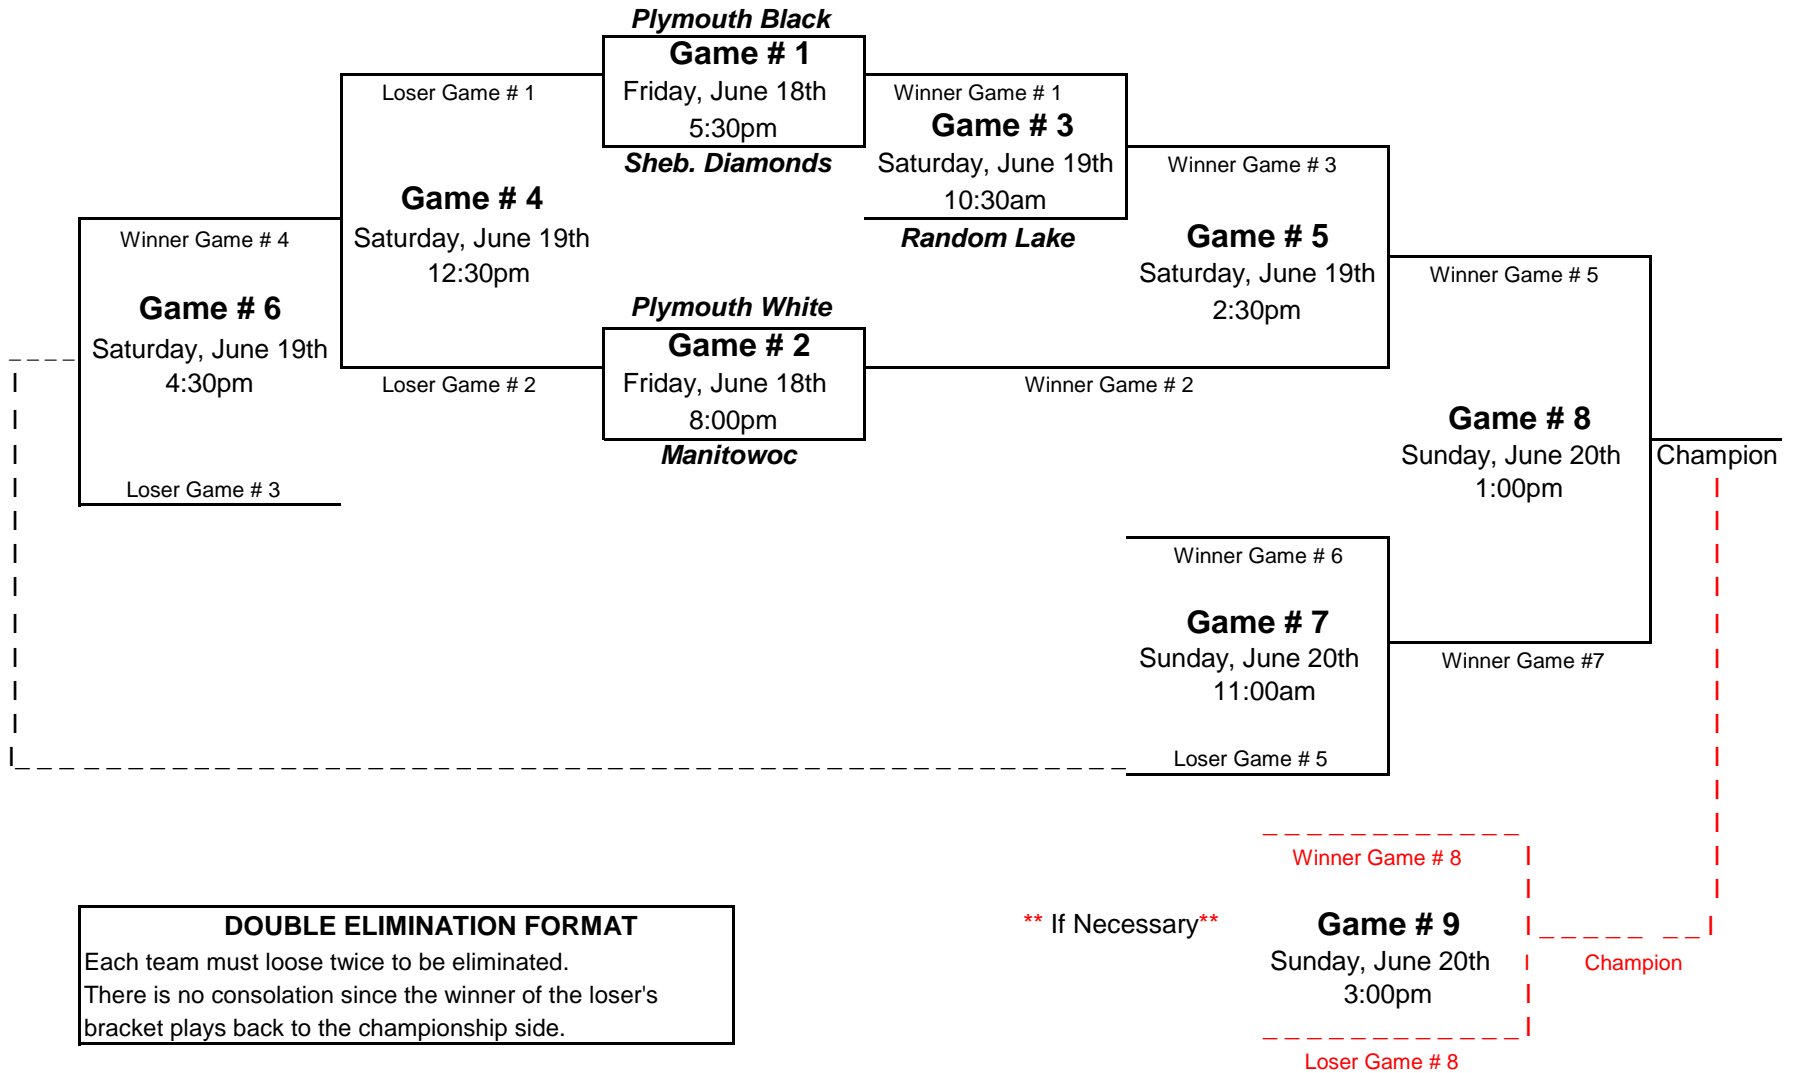 Plymouth Black
Game # 1
Friday, June 18th
5:30pm
Sheb. Diamonds
Loser Game # 1
Winner Game # 1
Game # 3
Saturday, June 19th
10:30am
Random Lake
Winner Game # 3
Game # 4
Saturday, June 19th
12:30pm
Winner Game # 4
Game # 5
Saturday, June 19th
2:30pm
Winner Game # 5
Game # 6
Saturday, June 19th
4:30pm
Plymouth White
Game # 2
Friday, June 18th
8:00pm
Manitowoc
Loser Game # 2
Winner Game # 2
Game # 8
Sunday, June 20th
1:00pm
Champion
Loser Game # 3
Winner Game # 6
Game # 7
Sunday, June 20th
11:00am
Winner Game #7
Loser Game # 5
Winner Game # 8
** If Necessary**
Game # 9
Sunday, June 20th
3:00pm
Champion
Loser Game # 8
DOUBLE ELIMINATION FORMAT
Each team must loose twice to be eliminated.
There is no consolation since the winner of the loser's
bracket plays back to the championship side.